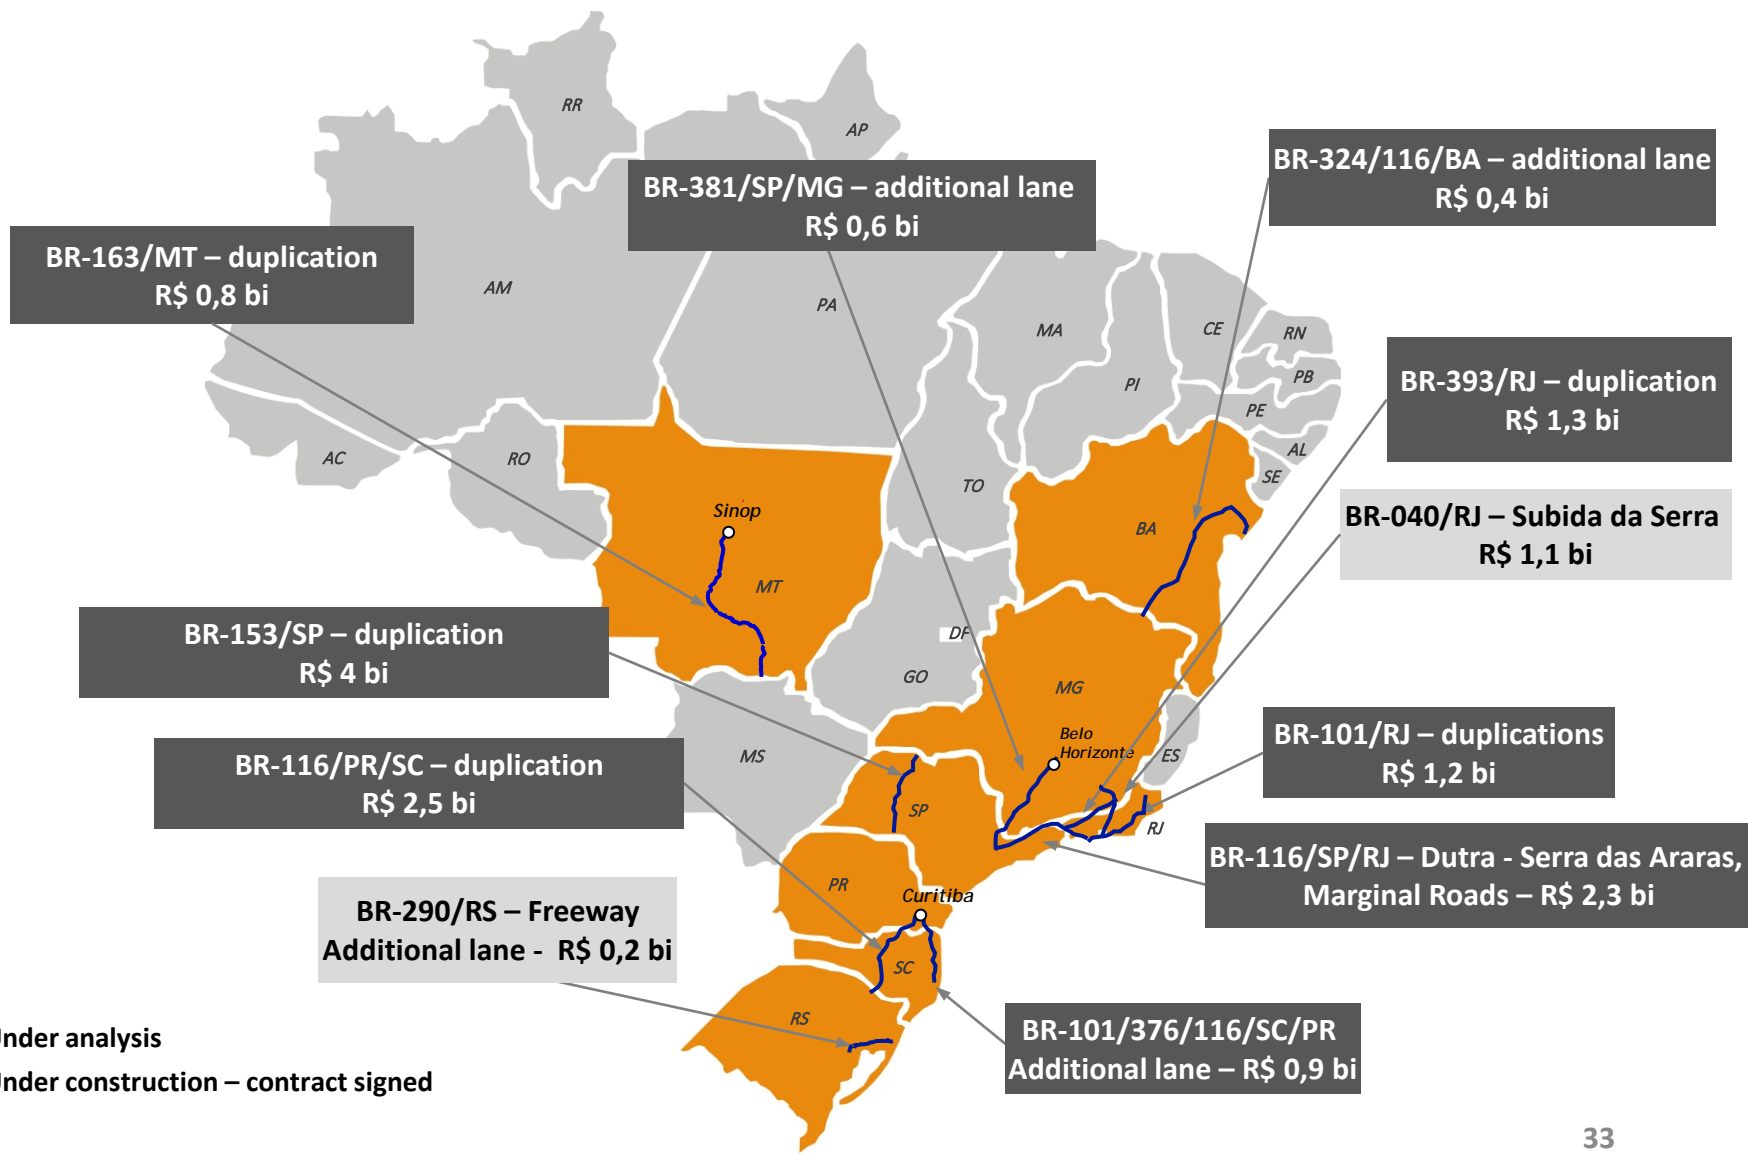 RR
AP
BR-324/116/BA – additional lane
R$ 0,4 bi
BR-381/SP/MG – additional lane
R$ 0,6 bi
BR-163/MT – duplication
R$ 0,8 bi
AM
PA
MA
CE
RN
PB
PI
PE
AL
SE
BR-393/RJ – duplication
R$ 1,3 bi
AC
RO
TO
Sinop
BA
BR-040/RJ – Subida da Serra
R$ 1,1 bi
MT
BR-153/SP – duplication
R$ 4 bi
DF
GO
MG
BR-101/RJ – duplications
R$ 1,2 bi
Belo
Horizonte
ES
MS
BR-116/PR/SC – duplication
R$ 2,5 bi
SP
RJ
BR-116/SP/RJ – Dutra - Serra das Araras,
Marginal Roads – R$ 2,3 bi
PR
Curitiba
BR-290/RS – Freeway
Additional lane - R$ 0,2 bi
SC
RS
BR-101/376/116/SC/PR
Additional lane – R$ 0,9 bi
Under analysis
Under construction – contract signed
33